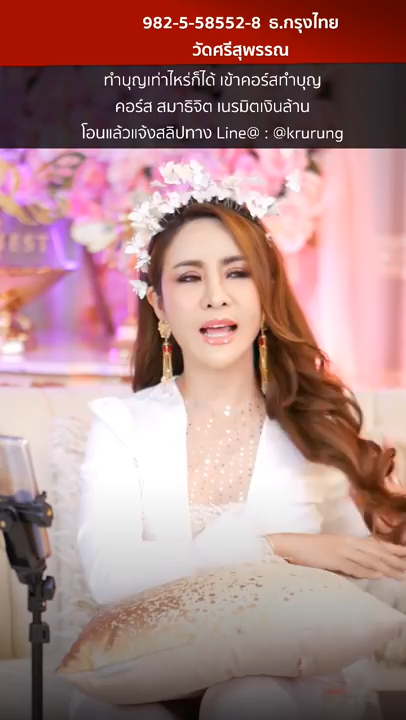 982-5-58552-8 ธ.กรุงไทย
วัดศรีสุพรรณ
ทำบุญเท่าไหร่ก็ได้ เข้าคอร์สทำบุญ
คอร์ส สมาธิจิต เนรมิตเงินล้าน
โอนแล้วแจ้งสลิปทาง Line@ : @krurung